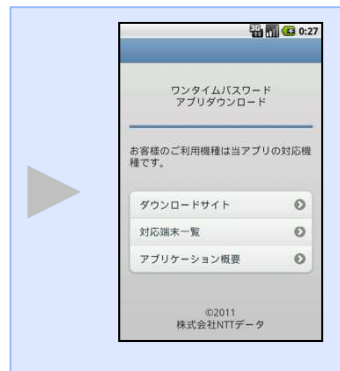 0:27
ワンタイムパスワード
アプリダウンロード
お客様のご利用機種は当アプリの対応機
種です。
ダウンロードサイト
対応端末一覧
アプリケーション概要
©2011
株式会社NTTデータ